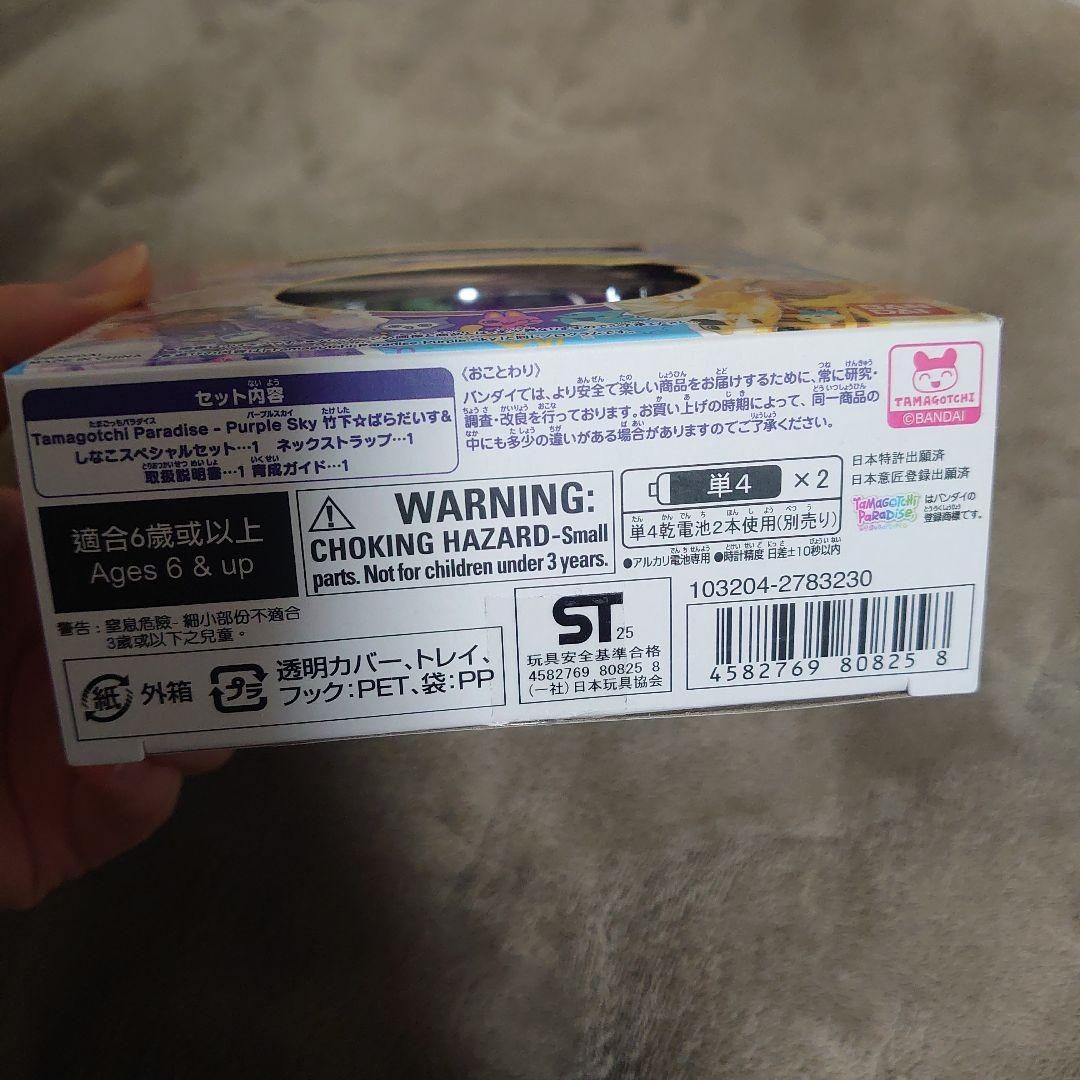 セット内容
Tamagotchi Paradise - Purple Sky 竹下☆ぱらだいす&
しなこスペシャルセット…1 ネックストラップ…1
取扱説明書…1 育成ガイド…1
〈おことわり〉
バンダイでは、より安全で楽しい商品をお届けするために、常に研究・
調査・改良を行っております。お買い上げの時期によって、同一商品の
中にも多少の違いがある場合がありますのでご了承ください。
TAMAGOTCHI
©BANDAI
適合6歲或以上
Ages 6 & up
WARNING:
CHOKING HAZARD-Small
parts. Not for children under 3 years.
単4 ×2
単4乾電池2本使用(別売り)
●アルカリ電池専用 ●時計精度 日差±10秒以内
日本特許出願済
日本意匠登録出願済
TAMAGOTCHI PARADISE はバンダイの
登録商標です。
警告:窒息危險-細小部份不適合
3歲或以下之兒童。
紙 外箱
プラ 透明カバー、トレイ、
フック:PET、袋:PP
ST 25
玩具安全基準合格
4582769 80825 8
(一社)日本玩具協会
103204-2783230
4582769 80825 8